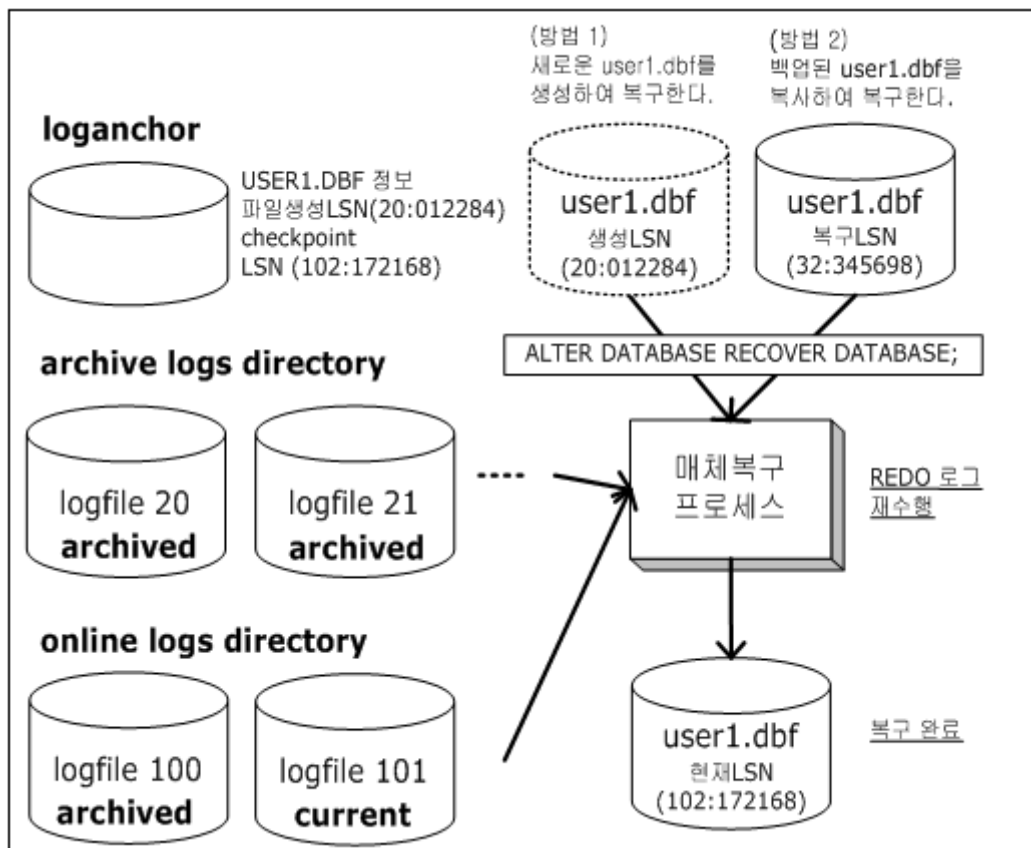 (방법 1)
새로운 user1.dbf를
생성하여 복구한다.
(방법 2)
백업된 user1.dbf을
복사하여 복구한다.
loganchor
USER1.DBF 정보
파일생성LSN(20:012284)
checkpoint
LSN (102:172168)
user1.dbf
생성LSN
(20:012284)
user1.dbf
복구LSN
(32:345698)
ALTER DATABASE RECOVER DATABASE;
archive logs directory
logfile 20
archived
logfile 21
archived
매체복구
프로세스
REDO 로그
재수행
online logs directory
logfile 100
archived
logfile 101
current
user1.dbf
현재LSN
(102:172168)
복구 완료